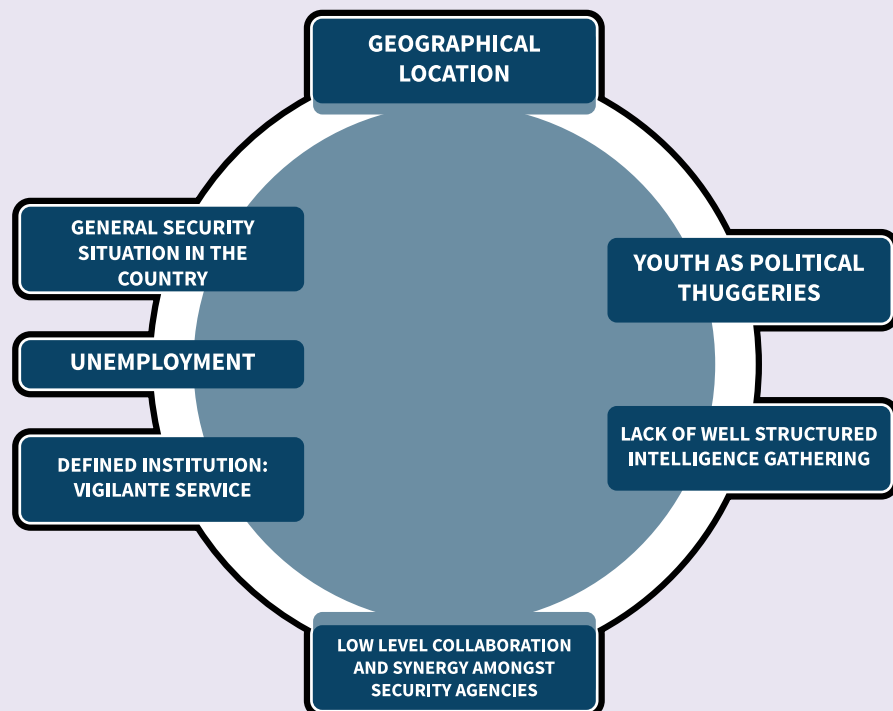 GEOGRAPHICAL
LOCATION
GENERAL SECURITY
SITUATION IN THE
COUNTRY
YOUTH AS POLITICAL
THUGGERIES
UNEMPLOYMENT
LACK OF WELL STRUCTURED
INTELLIGENCE GATHERING
DEFINED INSTITUTION:
VIGILANTE SERVICE
LOW LEVEL COLLABORATION
AND SYNERGY AMONGST
SECURITY AGENCIES